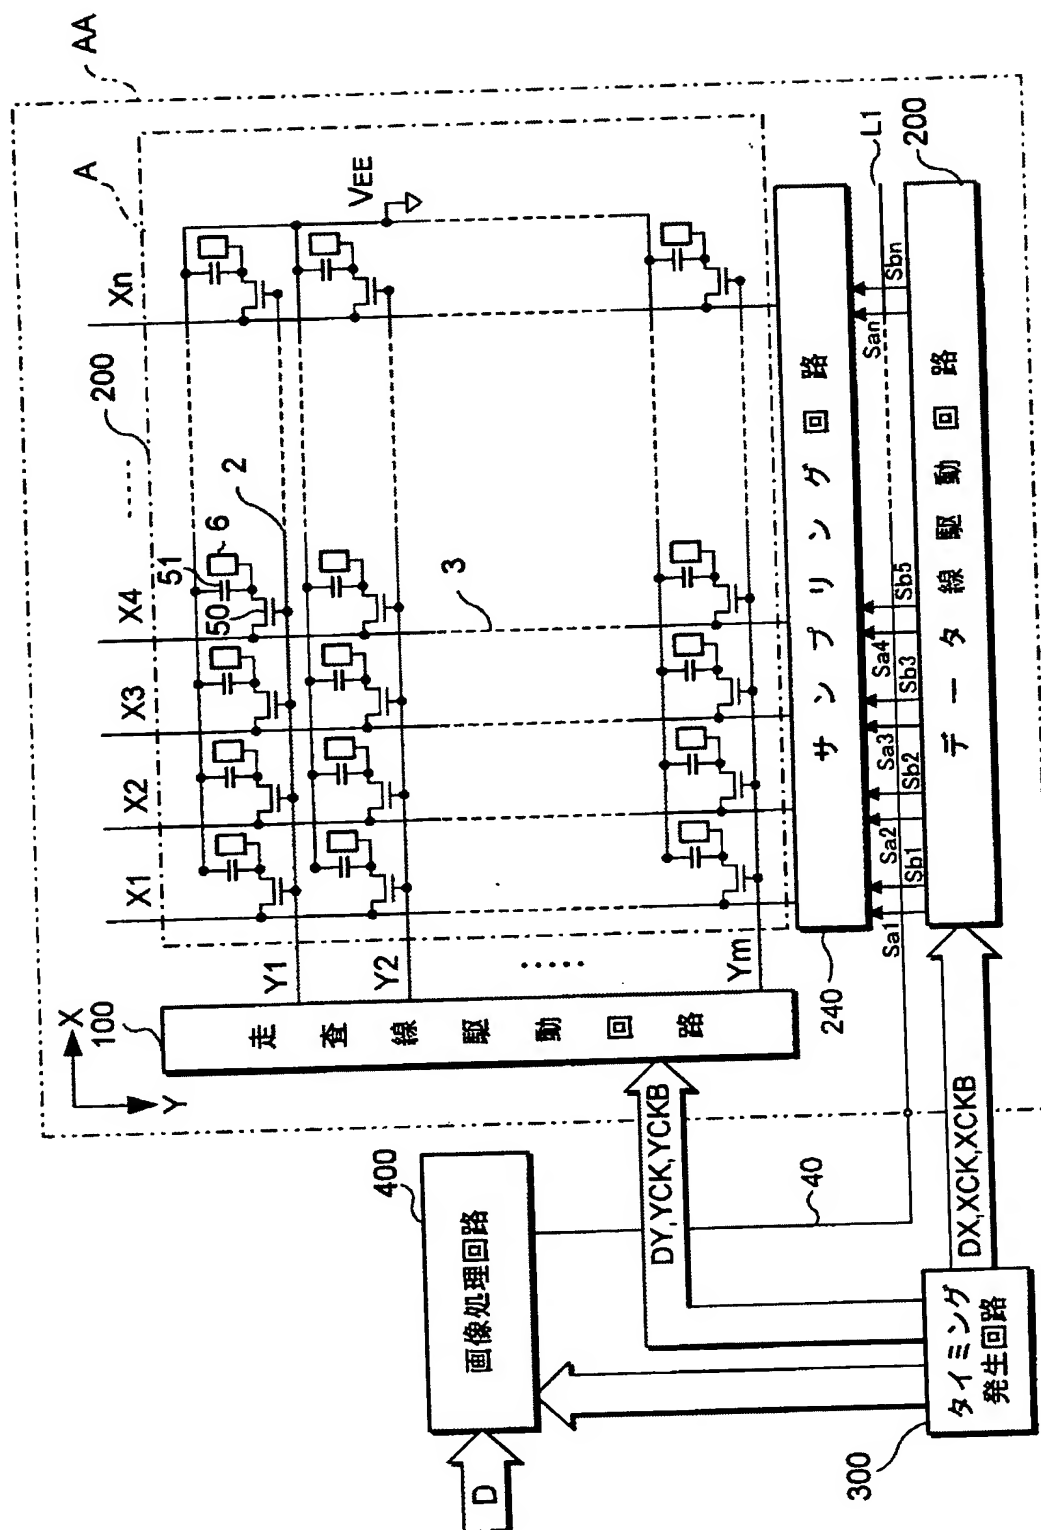 AA
A
200
.....
X1
X2
X3
X4
Xn
VEE
51
6
50
2
3
X
Y
100
走査線駆動回路
Y1
Y2
.....
Ym
240
サンプリング回路
Sa1
Sb1
Sa2
Sb2
Sa3
Sb3
Sa4
Sb5
San
Sbn
L1
200
データ線駆動回路
400
画像処理回路
D
DY,YCK,YCKB
40
DX,XCK,XCKB
タイミング
発生回路
300